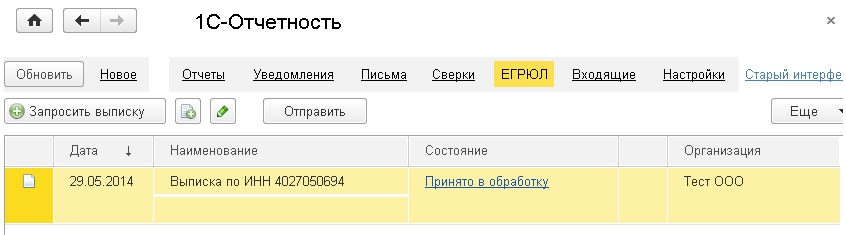 1С-Отчетность
Обновить Новое Отчеты Уведомления Письма Сверки ЕГРЮЛ Входящие Настройки Старый интерфе
Запросить выписку Отправить Еще
Дата ↓ Наименование Состояние Организация
29.05.2014 Выписка по ИНН 4027050694 Принято в обработку Тест ООО